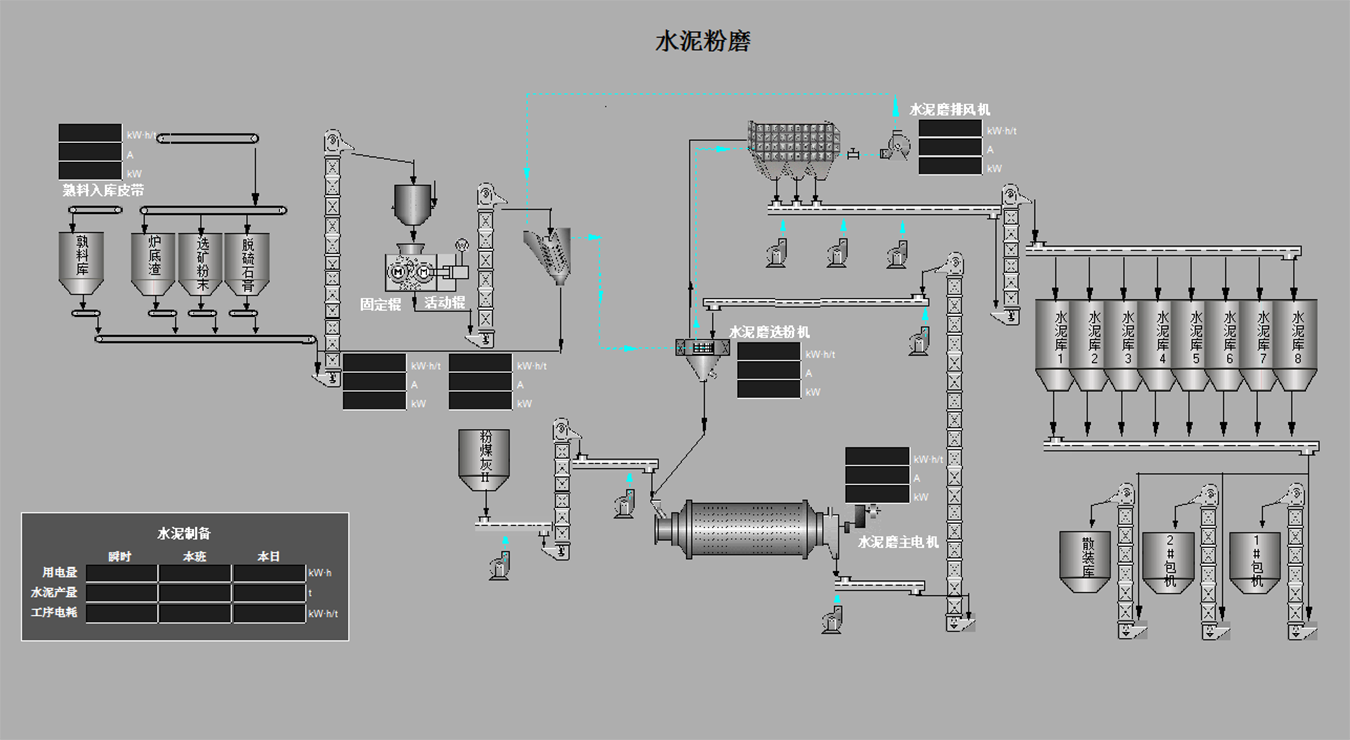 水泥粉磨
水泥磨排风机
kW·h/t
A
kW
kW·h/t
A
kW
熟料入库皮带
熟料库
炉底渣
选矿粉末
脱硫石膏
W
M
M
固定辊
活动辊
水泥磨选粉机
kW·h/t
A
kW
kW·h/t
A
kW
kW·h/t
A
kW
水泥库1
水泥库2
水泥库3
水泥库4
水泥库5
水泥库6
水泥库7
水泥库8
粉煤灰II
kW·h/t
A
kW
水泥磨主电机
散装库
2#包机
1#包机
水泥制备
瞬时 本班 本日
用电量 kW·h
水泥产量 t
工序电耗 kW·h/t